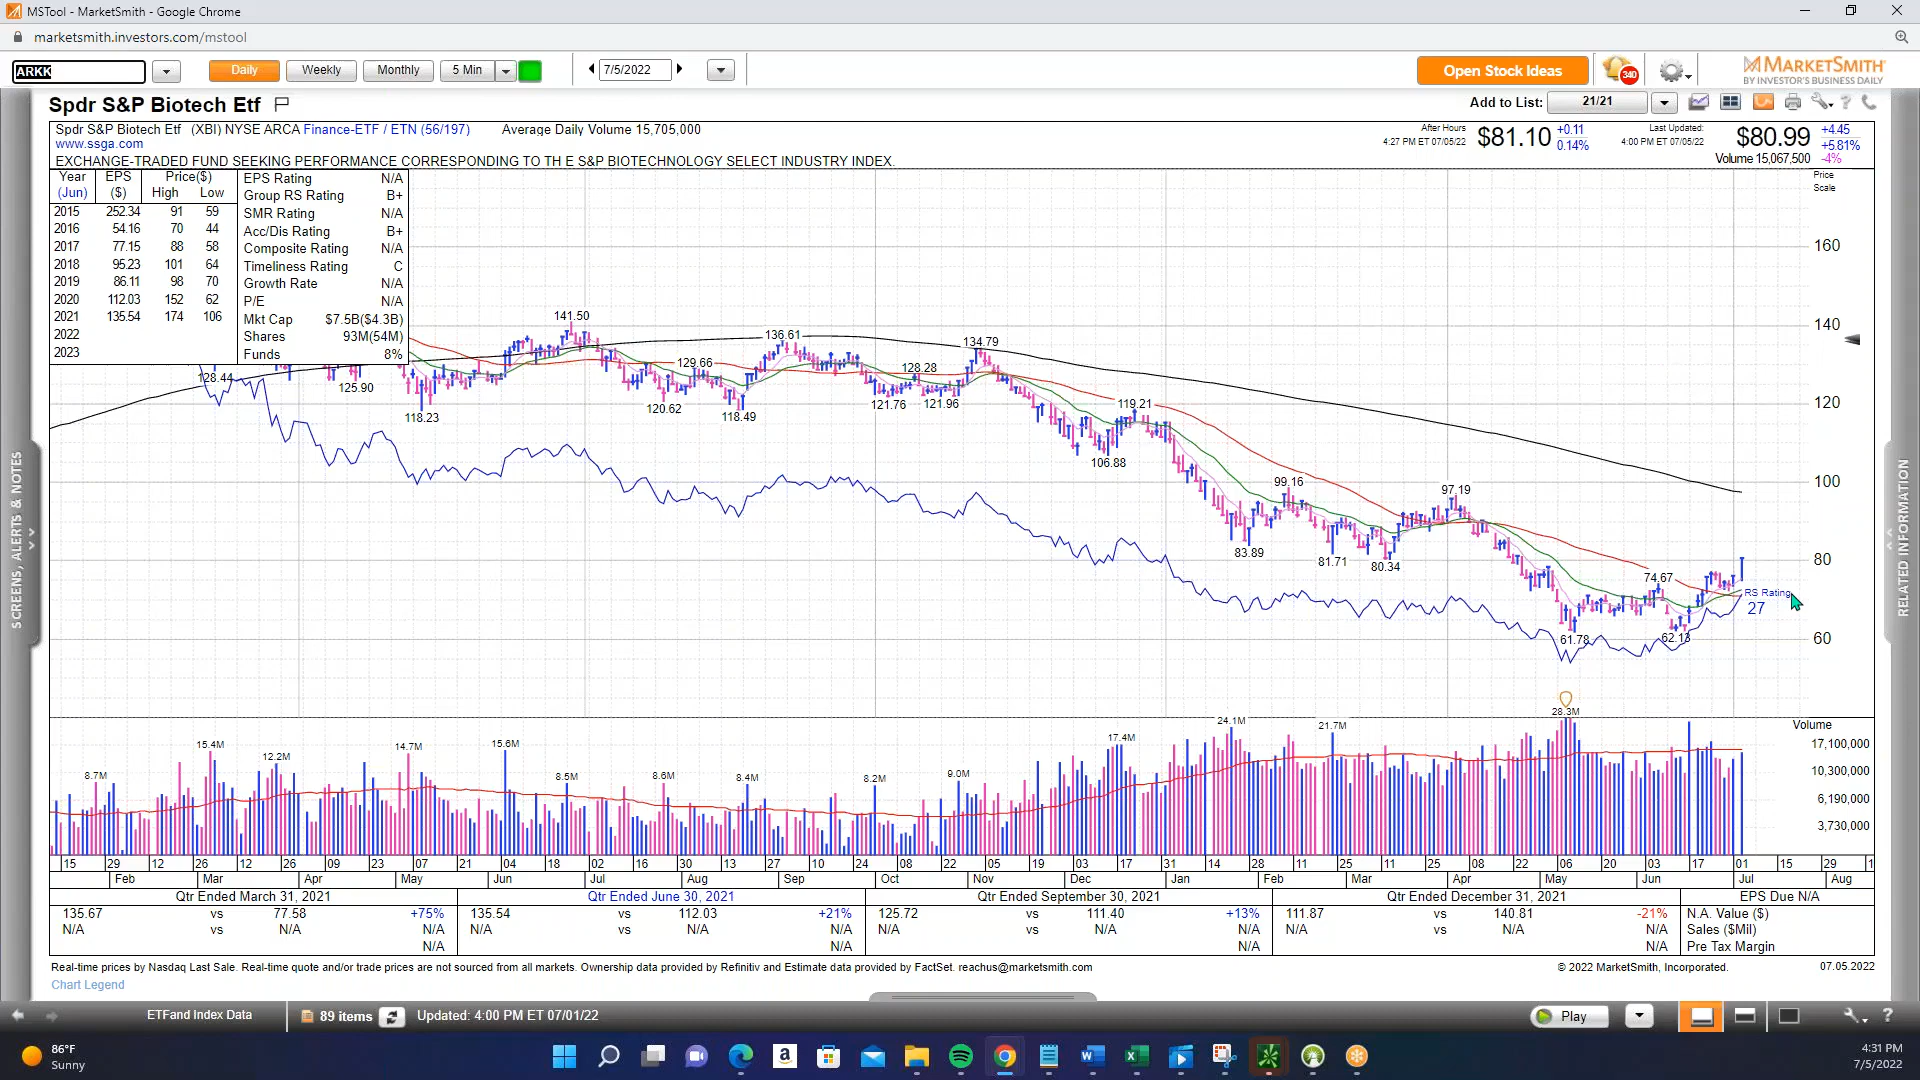 MSTool - MarketSmith - Google Chrome
marketsmith.investors.com/mstool
ARKK Daily Weekly Monthly 5 Min 7/5/2022 Open Stock Ideas 340 MARKETSMITH
BY INVESTOR'S BUSINESS DAILY
Spdr S&P Biotech Etf Add to List: 21/21
Spdr S&P Biotech Etf (XBI) NYSE ARCA Finance-ETF / ETN (56/197) Average Daily Volume 15,705,000
www.ssga.com
EXCHANGE-TRADED FUND SEEKING PERFORMANCE CORRESPONDING TO TH E S&P BIOTECHNOLOGY SELECT INDUSTRY INDEX.
After Hours
4:27 PM ET 07/05/22 $81.10 +0.11
0.14%
Last Updated:
4:00 PM ET 07/05/22 $80.99 +4.45
+5.81%
Volume 15,067,500 -4%
Year EPS Price($)
(Jun) ($) High Low
2015 252.34 91 59
2016 54.16 70 44
2017 77.15 88 58
2018 95.23 101 64
2019 86.11 98 70
2020 112.03 152 62
2021 135.54 174 106
2022
2023
EPS Rating N/A
Group RS Rating B+
SMR Rating N/A
Acc/Dis Rating B+
Composite Rating N/A
Timeliness Rating C
Growth Rate N/A
P/E N/A
Mkt Cap $7.5B($4.3B)
Shares 93M(54M)
Funds 8%
Price
Scale
160
140
120
100
80
60
128.44
125.90
118.23
141.50
120.62
129.66
118.49
136.61
121.76
128.28
121.96
134.79
106.88
119.21
83.89
99.16
81.71
80.34
97.19
61.78
74.67
62.13
RS Rating
27
Volume
17,100,000
10,300,000
6,190,000
3,730,000
8.7M 15.4M 12.2M 14.7M 15.6M 8.5M 8.6M 8.4M 8.2M 9.0M 17.4M 24.1M 21.7M 28.3M
15 29 12 26 12 26 09 23 07 21 04 18 02 16 30 13 27 10 24 08 22 05 19 03 17 31 14 28 11 25 11 25 08 22 06 20 03 17 01 15 29 1
Feb Mar Apr May Jun Jul Aug Sep Oct Nov Dec Jan Feb Mar Apr May Jun Jul Aug
Qtr Ended March 31, 2021 Qtr Ended June 30, 2021 Qtr Ended September 30, 2021 Qtr Ended December 31, 2021 EPS Due N/A
135.67 vs 77.58 +75% 135.54 vs 112.03 +21% 125.72 vs 111.40 +13% 111.87 vs 140.81 -21% N.A. Value ($)
N/A vs N/A N/A N/A vs N/A N/A N/A vs N/A N/A N/A vs N/A N/A Sales ($Mil)
N/A N/A N/A N/A Pre Tax Margin
Real-time prices by Nasdaq Last Sale. Real-time quote and/or trade prices are not sourced from all markets. Ownership data provided by Refinitiv and Estimate data provided by FactSet. reachus@marketsmith.com © 2022 MarketSmith, Incorporated. 07.05.2022
Chart Legend
SCREENS, ALERTS & NOTES
RELATED INFORMATION
ETFand Index Data 89 items Updated: 4:00 PM ET 07/01/22 Play
86°F
Sunny
4:31 PM
7/5/2022